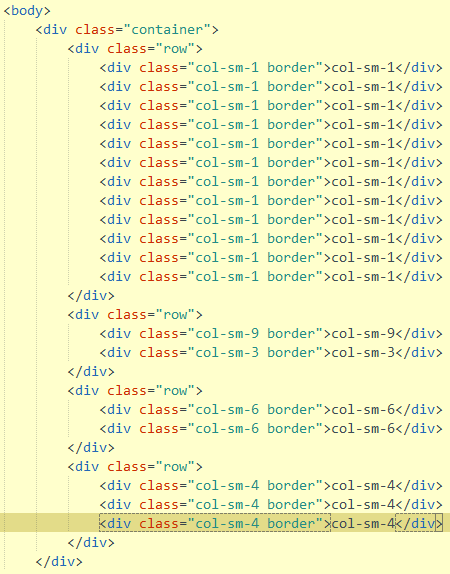 <body>
    <div class="container">
        <div class="row">
            <div class="col-sm-1 border">col-sm-1</div>
            <div class="col-sm-1 border">col-sm-1</div>
            <div class="col-sm-1 border">col-sm-1</div>
            <div class="col-sm-1 border">col-sm-1</div>
            <div class="col-sm-1 border">col-sm-1</div>
            <div class="col-sm-1 border">col-sm-1</div>
            <div class="col-sm-1 border">col-sm-1</div>
            <div class="col-sm-1 border">col-sm-1</div>
            <div class="col-sm-1 border">col-sm-1</div>
            <div class="col-sm-1 border">col-sm-1</div>
            <div class="col-sm-1 border">col-sm-1</div>
            <div class="col-sm-1 border">col-sm-1</div>
        </div>
        <div class="row">
            <div class="col-sm-9 border">col-sm-9</div>
            <div class="col-sm-3 border">col-sm-3</div>
        </div>
        <div class="row">
            <div class="col-sm-6 border">col-sm-6</div>
            <div class="col-sm-6 border">col-sm-6</div>
        </div>
        <div class="row">
            <div class="col-sm-4 border">col-sm-4</div>
            <div class="col-sm-4 border">col-sm-4</div>
            <div class="col-sm-4 border">col-sm-4</div>
        </div>
    </div>